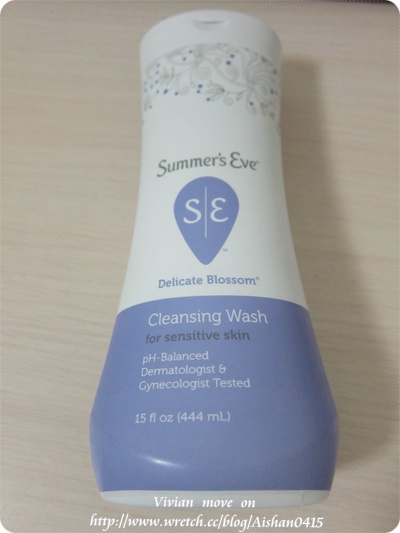 Summer's Eve®
S|E
™
Delicate Blossom®
Cleansing Wash
for sensitive skin
pH-Balanced
Dermatologist &
Gynecologist Tested
15 fl oz (444 mL)
Vivian move on
http://www.wretch.cc/blog/Aishan0415